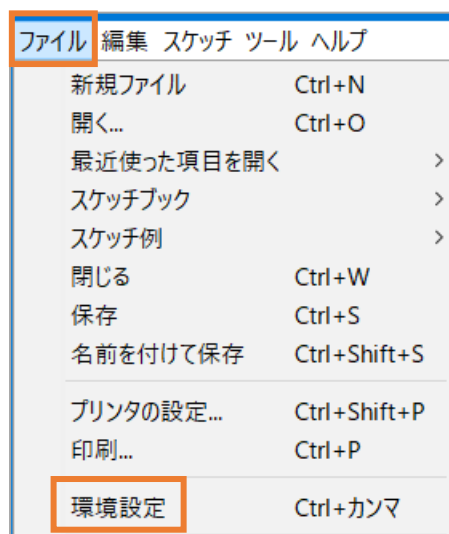 ファイル 編集 スケッチ ツール ヘルプ
新規ファイル Ctrl+N
開く... Ctrl+O
最近使った項目を開く >
スケッチブック >
スケッチ例 >
閉じる Ctrl+W
保存 Ctrl+S
名前を付けて保存 Ctrl+Shift+S
プリンタの設定... Ctrl+Shift+P
印刷... Ctrl+P
環境設定 Ctrl+カンマ